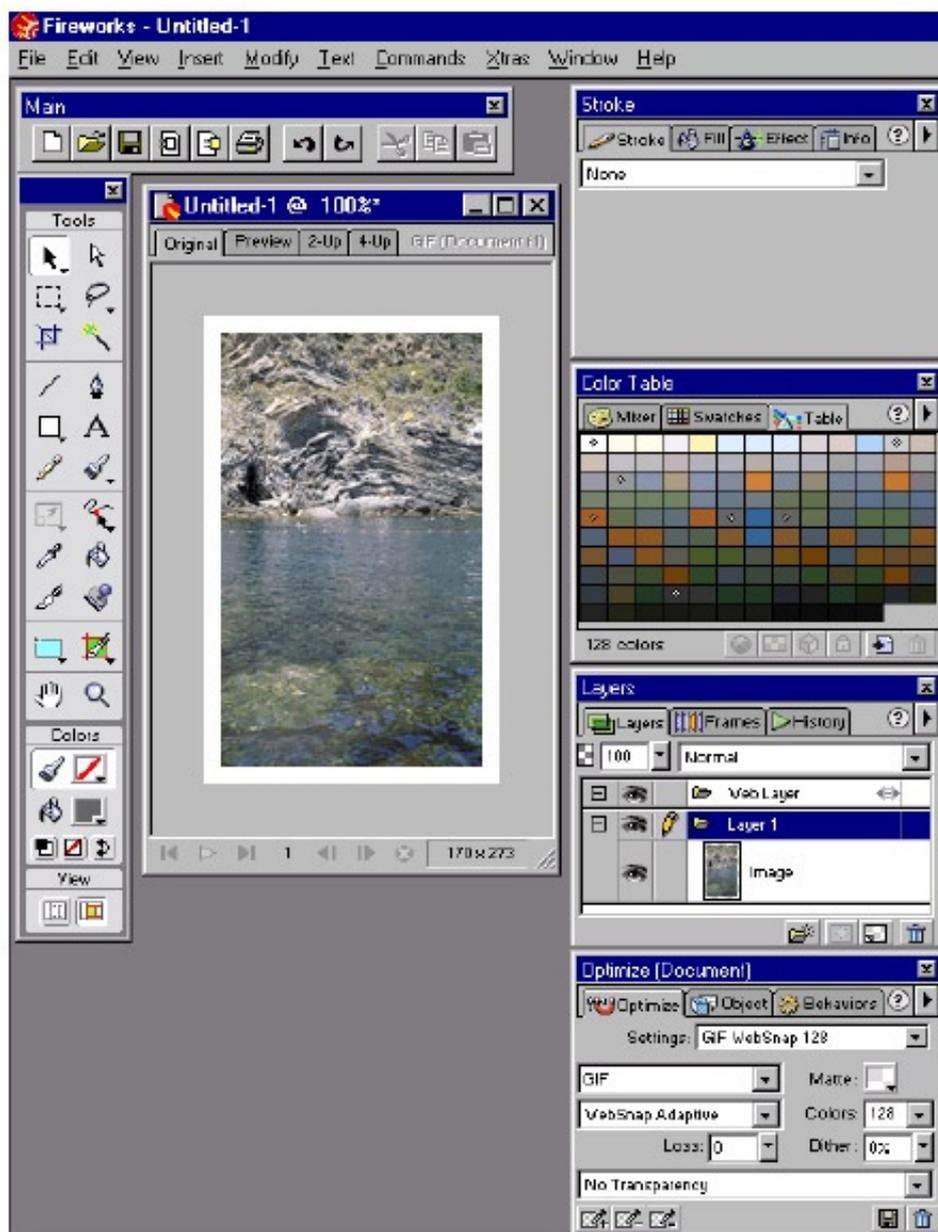 Fireworks - Untitled-1
File Edit View Insert Modify Text Commands Xtras Window Help
Main
Tools
Untitled-1 @ 100%*
Original Preview 2-Up 4-Up GIF (Document f1)
1
170 x 273
Colors
View
Stroke
Stroke Fill Effect Info
None
Color Table
Mixer Swatches Table
128 colors
Layers
Layers Frames History
100 Normal
Web Layer
Layer 1
Image
Optimize (Document)
Optimize Object Behaviors
Settings: GIF WebSnap 128
GIF Matte:
WebSnap Adaptive Colors: 128
Loss: 0 Dither: 0%
No Transparency